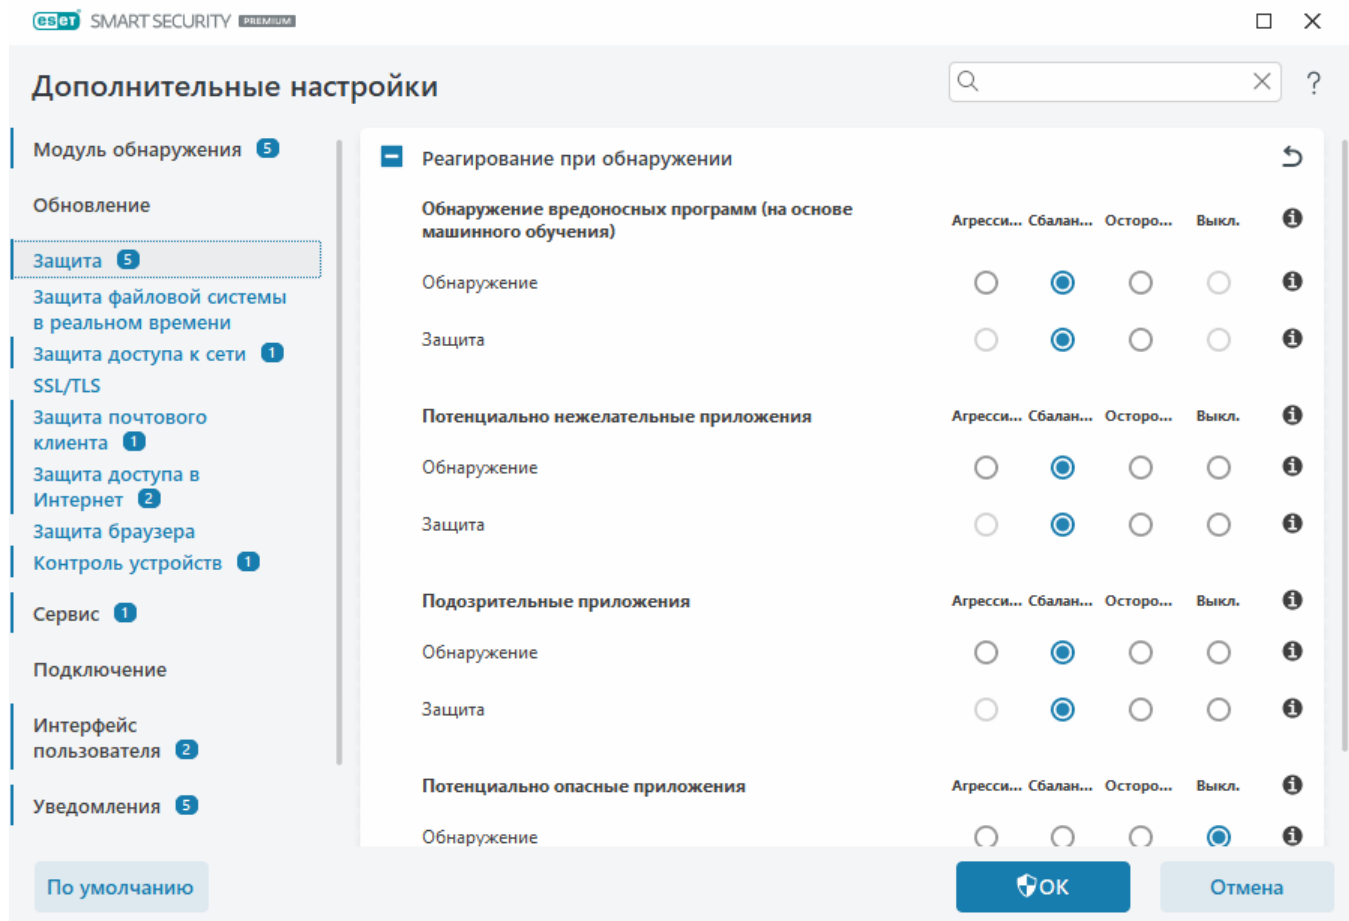 eset SMART SECURITY PREMIUM
Дополнительные настройки
?
Модуль обнаружения 5
Обновление
Защита 5
Защита файловой системы
в реальном времени
Защита доступа к сети 1
SSL/TLS
Защита почтового
клиента 1
Защита доступа в
Интернет 2
Защита браузера
Контроль устройств 1
Сервис 1
Подключение
Интерфейс
пользователя 2
Уведомления 5
Реагирование при обнаружении
Обнаружение вредоносных программ (на основе
машинного обучения)
Агресси... Сбалан... Осторо... Выкл.
Обнаружение
Защита
Потенциально нежелательные приложения Агресси... Сбалан... Осторо... Выкл.
Обнаружение
Защита
Подозрительные приложения Агресси... Сбалан... Осторо... Выкл.
Обнаружение
Защита
Потенциально опасные приложения Агресси... Сбалан... Осторо... Выкл.
Обнаружение
По умолчанию
ОК
Отмена